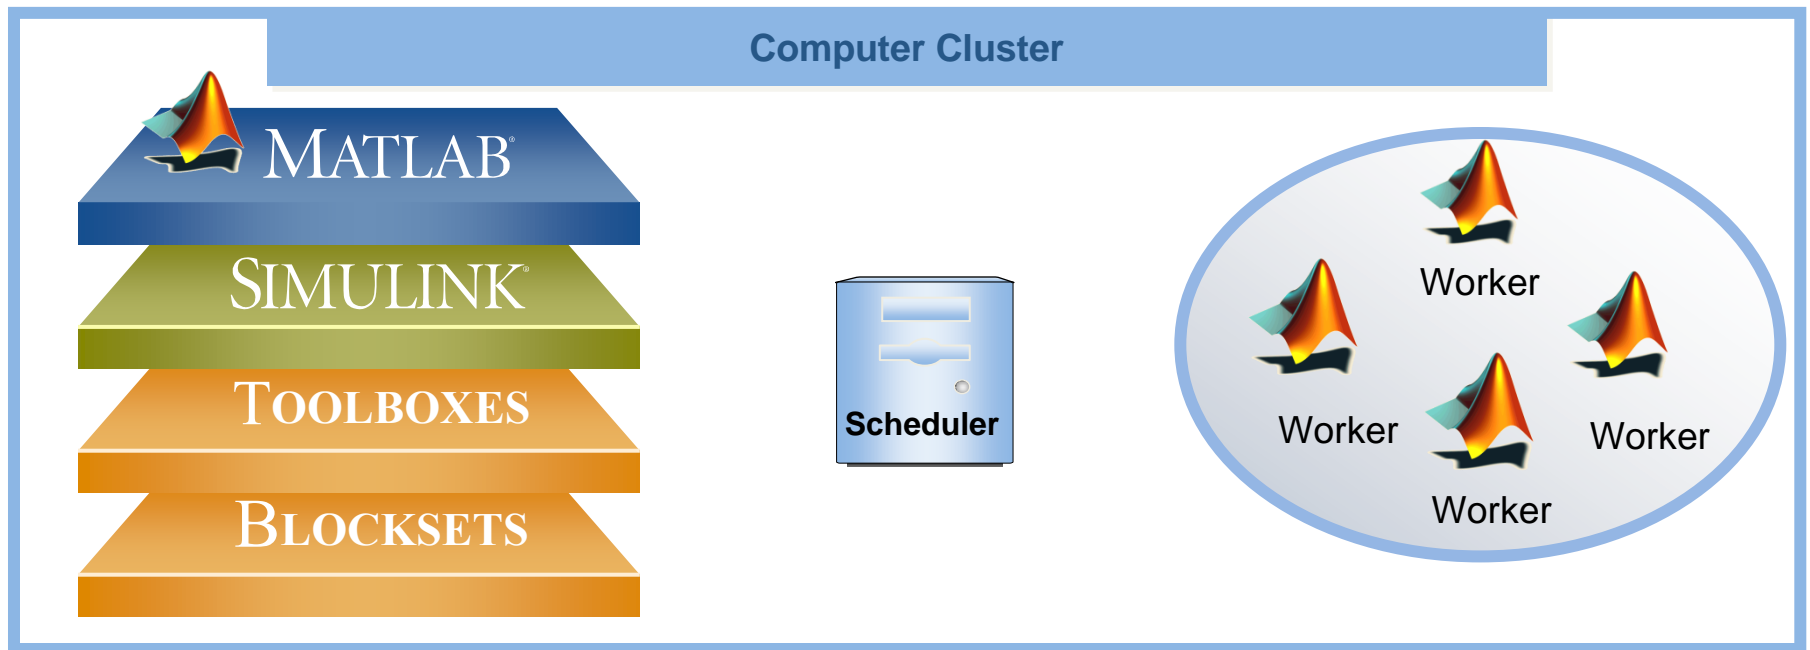 Computer Cluster
MATLAB®
SIMULINK®
TOOLBOXES
BLOCKSETS
Scheduler
Worker
Worker
Worker
Worker